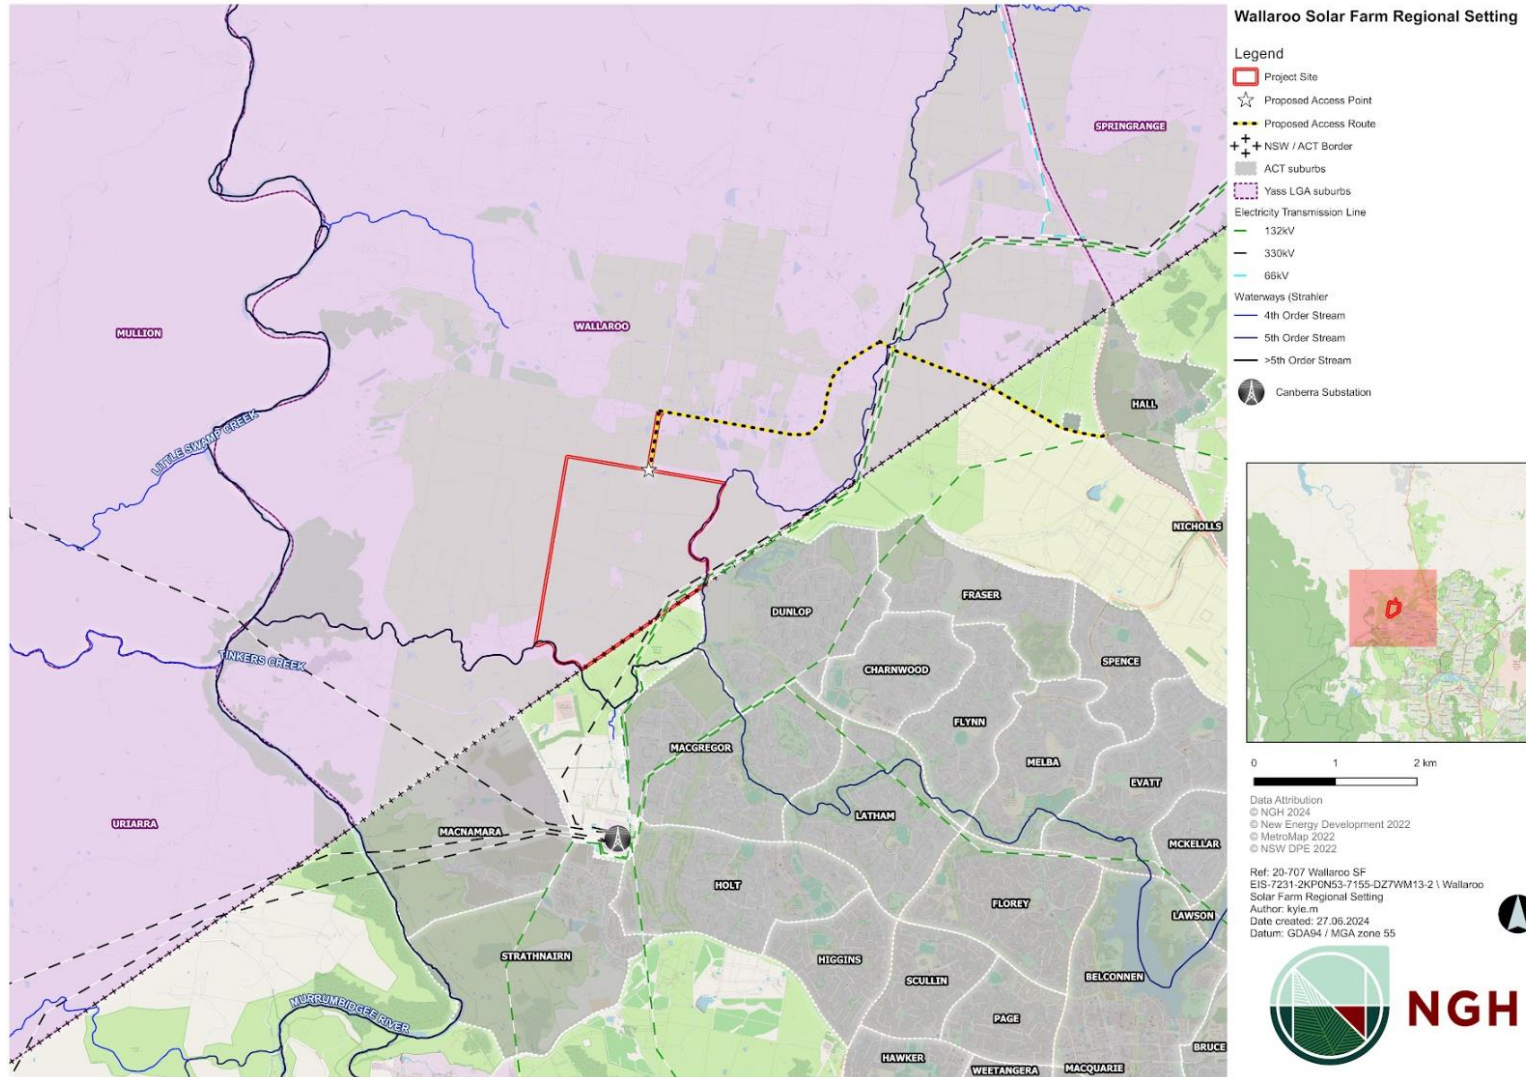 Wallaroo Solar Farm Regional Setting
Legend
Project Site
Proposed Access Point
Proposed Access Route
NSW / ACT Border
ACT suburbs
Yass LGA suburbs
Electricity Transmission Line
132kV
330kV
66kV
Waterways (Strahler
4th Order Stream
5th Order Stream
>5th Order Stream
Canberra Substation
SPRINGRANGE
MULLION
WALLAROO
HALL
LITTLE SWAMP CREEK
NICHOLLS
DUNLOP
FRASER
TINKERS CREEK
CHARNWOOD
SPENCE
FLYNN
MACGREGOR
MELBA
EVATT
URIARRA
MACNAMARA
LATHAM
MCKELLAR
HOLT
FLOREY
LAWSON
STRATHNAIRN
HIGGINS
SCULLIN
BELCONNEN
MURRUMBIDGEE RIVER
PAGE
HAWKER
WEETANGERA
MACQUARIE
BRUCE
0 1 2 km
Data Attribution
© NGH 2024
© New Energy Development 2022
© MetroMap 2022
© NSW DPE 2022
Ref: 20-707 Wallaroo SF
EIS-7231-2KP0N53-7155-DZ7WM13-2 \ Wallaroo
Solar Farm Regional Setting
Author: kyle.m
Date created: 27.06.2024
Datum: GDA94 / MGA zone 55
NGH